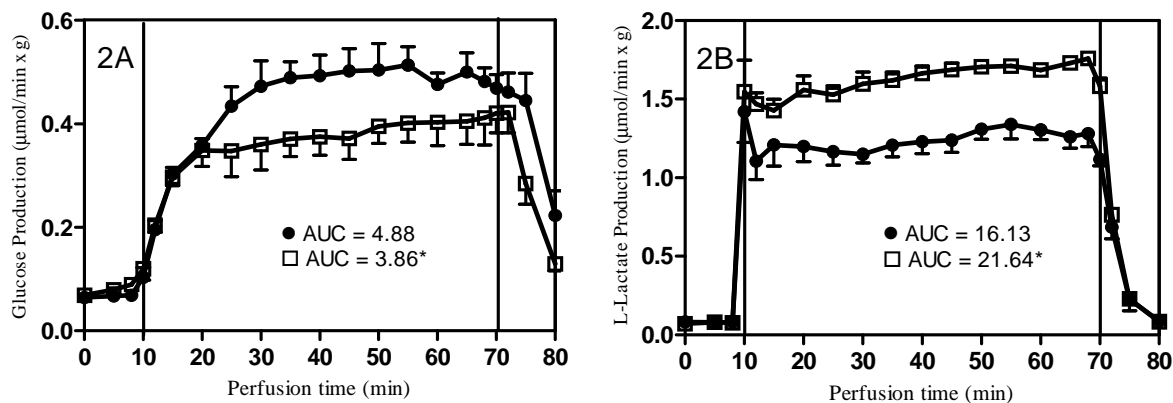 2A
Glucose Production (μmol/min x g)
0.6
0.4
0.2
0.0
● AUC = 4.88
□ AUC = 3.86*
0 10 20 30 40 50 60 70 80
Perfusion time (min)
2B
L-Lactate Production (μmol/min x g)
2.0
1.5
1.0
0.5
0.0
● AUC = 16.13
□ AUC = 21.64*
0 10 20 30 40 50 60 70 80
Perfusion time (min)